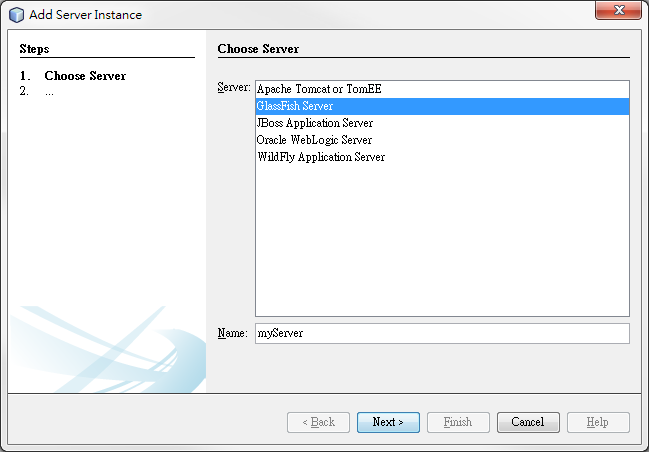 Add Server Instance
Steps
1. Choose Server
2. ...
Choose Server
Server:
Apache Tomcat or TomEE
GlassFish Server
JBoss Application Server
Oracle WebLogic Server
WildFly Application Server
Name: myServer
< Back Next > Finish Cancel Help